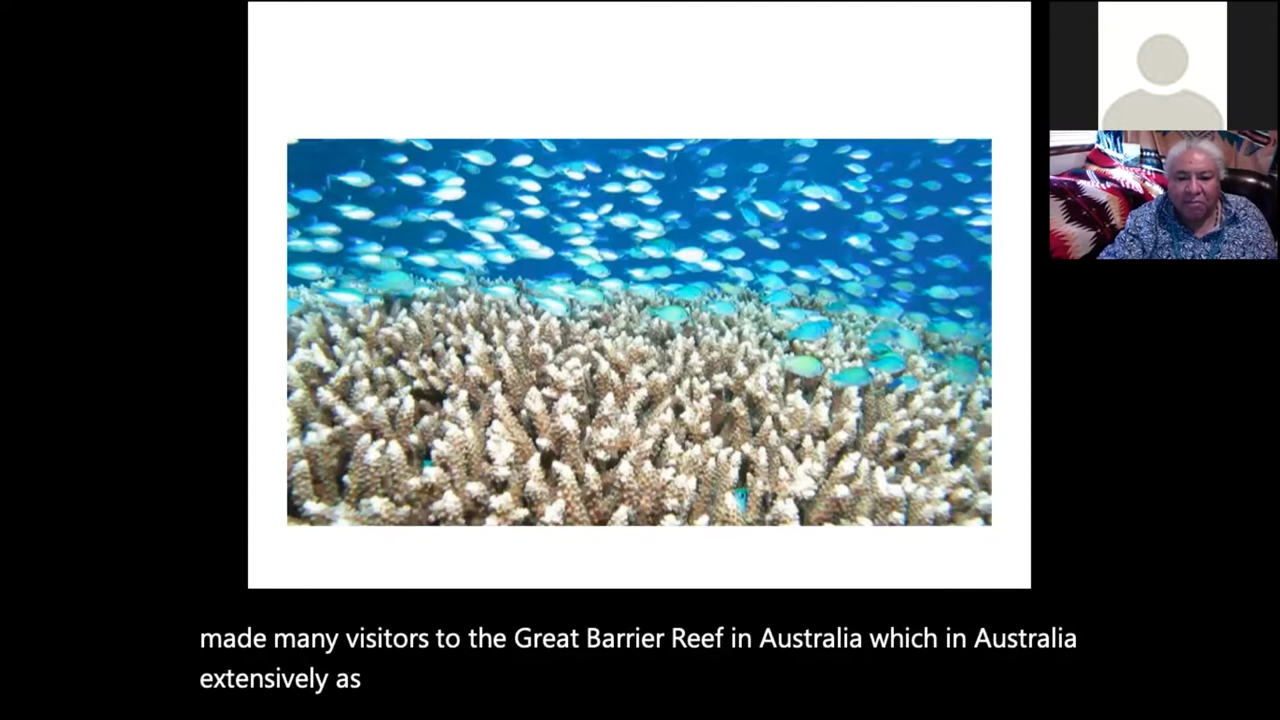 made many visitors to the Great Barrier Reef in Australia which in Australia
extensively as